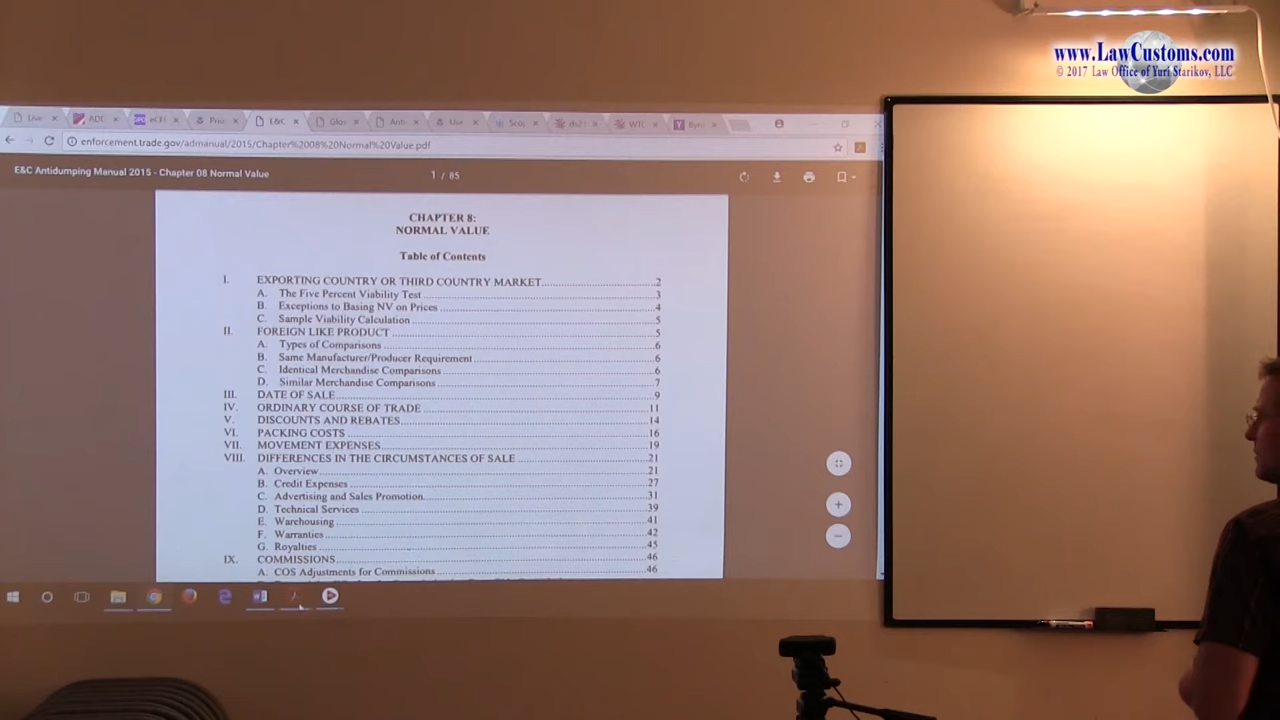 www.LawCustoms.com
© 2017 Law Office of Yuri Starikov, LLC
Live
ADC
eCFI
E&C
Live
WTC
enforcement.trade.gov/admanual/2015/Chapter%2008%20Normal%20Value.pdf
E&C Antidumping Manual 2015 - Chapter 08 Normal Value
1 / 85
CHAPTER 8:
NORMAL VALUE
Table of Contents
I. EXPORTING COUNTRY OR THIRD COUNTRY MARKET 2
A. The Five Percent Viability Test 3
B. Exceptions to Basing NV on Prices 4
C. Sample Viability Calculation 5
II. FOREIGN LIKE PRODUCT 5
A. Types of Comparisons 6
B. Same Manufacturer/Producer Requirement 6
C. Identical Merchandise Comparisons 6
D. Similar Merchandise Comparisons 7
III. DATE OF SALE 9
IV. ORDINARY COURSE OF TRADE 11
V. DISCOUNTS AND REBATES 14
VI. PACKING COSTS 16
VII. MOVEMENT EXPENSES 19
VIII. DIFFERENCES IN THE CIRCUMSTANCES OF SALE 21
A. Overview 21
B. Credit Expenses 27
C. Advertising and Sales Promotion 31
D. Technical Services 39
E. Warehousing 41
F. Warranties 42
G. Royalties 45
IX. COMMISSIONS 46
A. COS Adjustments for Commissions 46